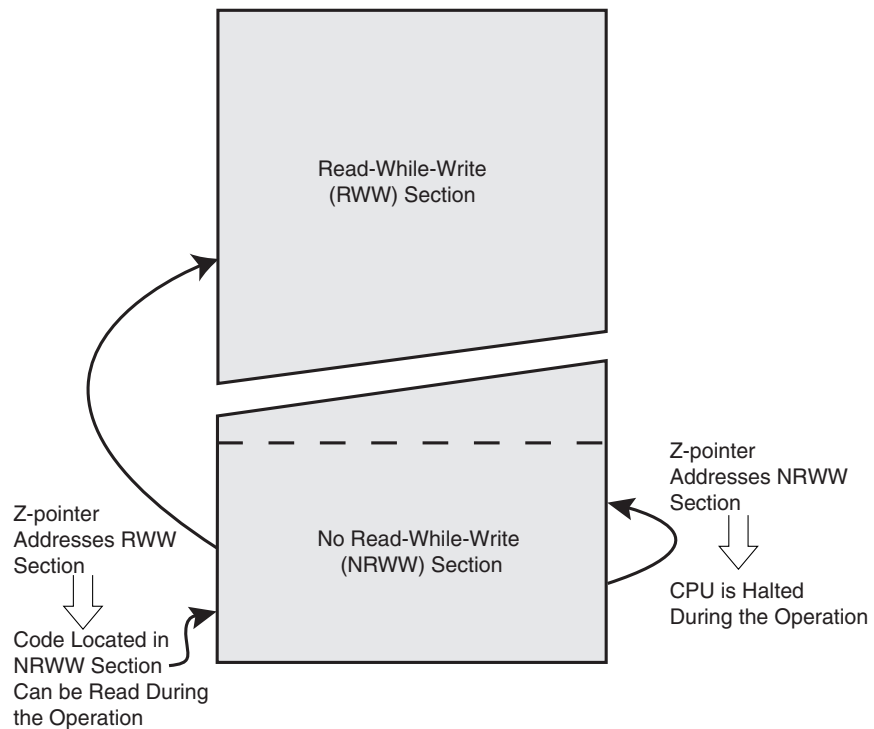 Read-While-Write
(RWW) Section
Z-pointer
Addresses NRWW
Section
Z-pointer
Addresses RWW
Section
No Read-While-Write
(NRWW) Section
CPU is Halted
During the Operation
Code Located in
NRWW Section
Can be Read During
the Operation